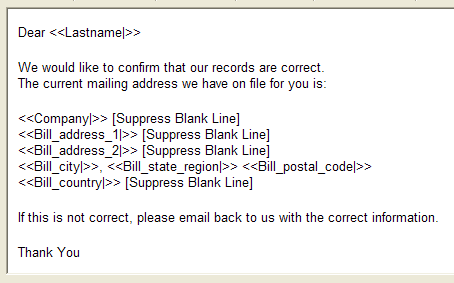 Dear <<Lastname|>>
We would like to confirm that our records are correct.
The current mailing address we have on file for you is:
<<Company|>> [Suppress Blank Line]
<<Bill_address_1|>> [Suppress Blank Line]
<<Bill_address_2|>> [Suppress Blank Line]
<<Bill_city|>>, <<Bill_state_region|>> <<Bill_postal_code|>>
<<Bill_country|>> [Suppress Blank Line]
If this is not correct, please email back to us with the correct information.
Thank You